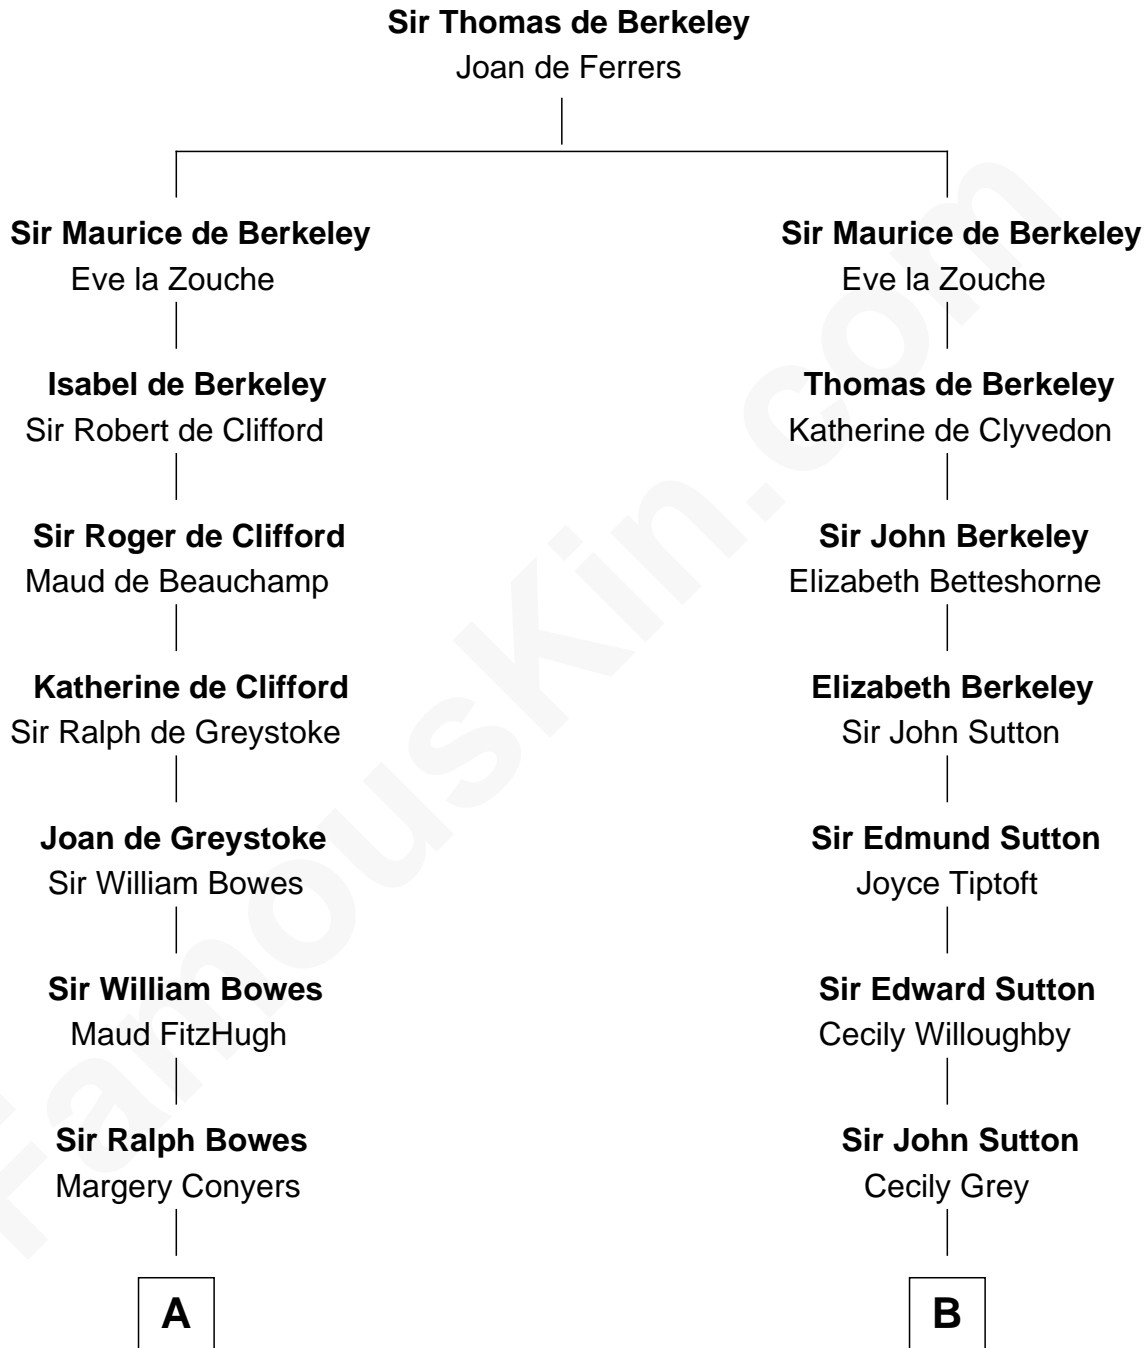 Sir Thomas de Berkeley
Joan de Ferrers
Sir Maurice de Berkeley
Eve la Zouche
Isabel de Berkeley
Sir Robert de Clifford
Sir Roger de Clifford
Maud de Beauchamp
Katherine de Clifford
Sir Ralph de Greystoke
Joan de Greystoke
Sir William Bowes
Sir William Bowes
Maud FitzHugh
Sir Ralph Bowes
Margery Conyers
A
Sir Maurice de Berkeley
Eve la Zouche
Thomas de Berkeley
Katherine de Clyvedon
Sir John Berkeley
Elizabeth Betteshorne
Elizabeth Berkeley
Sir John Sutton
Sir Edmund Sutton
Joyce Tiptoft
Sir Edward Sutton
Cecily Willoughby
Sir John Sutton
Cecily Grey
B
FamousKin.com